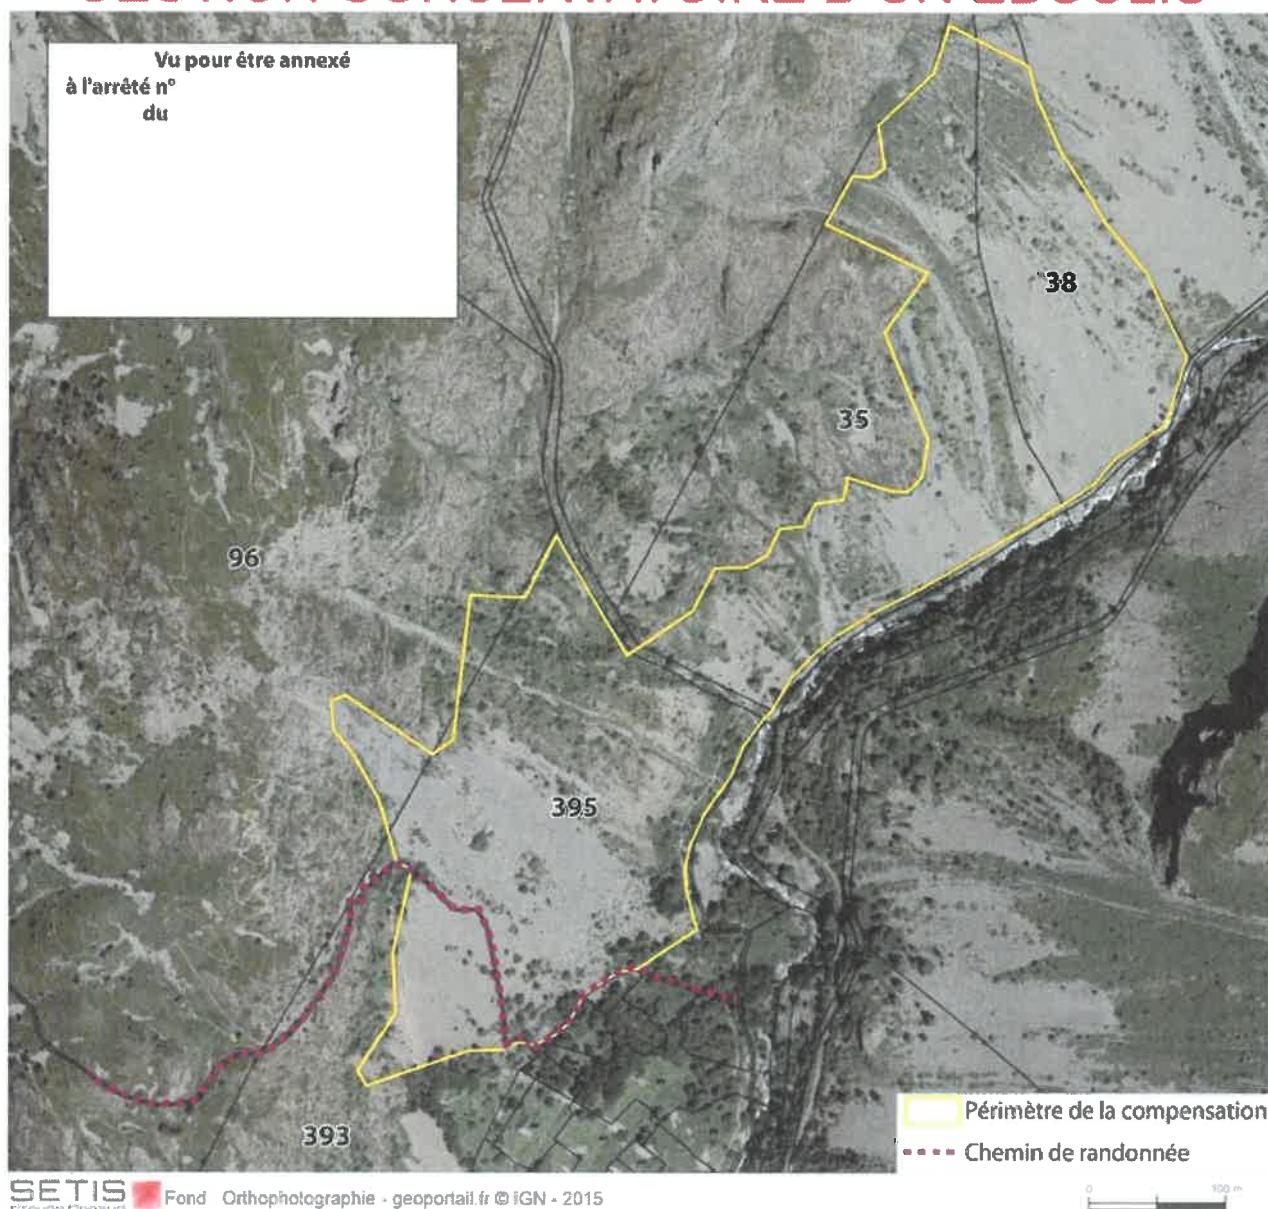 Vu pour être annexé
à l'arrêté n°
du
38
35
96
395
393
Périmètre de la compensation
Chemin de randonnée
SETIS
Fond Orthophotographie - geoportail.fr © IGN - 2015
0 100 m